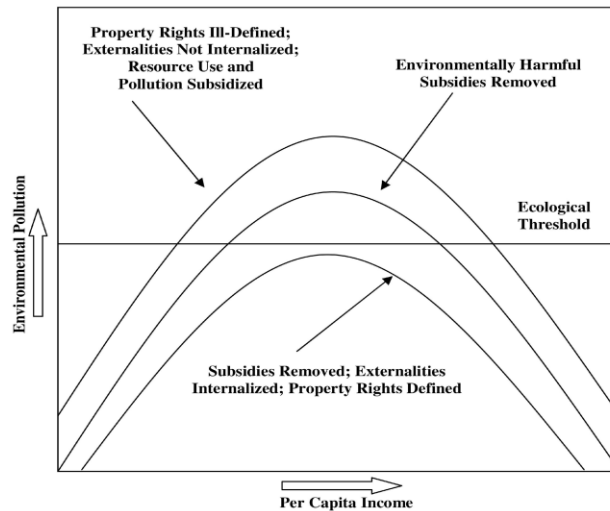 Property Rights Ill-Defined;
Externalities Not Internalized;
Resource Use and
Pollution Subsidized
Environmentally Harmful
Subsidies Removed
Ecological
Threshold
Environmental Pollution
Subsidies Removed; Externalities
Internalized; Property Rights Defined
Per Capita Income